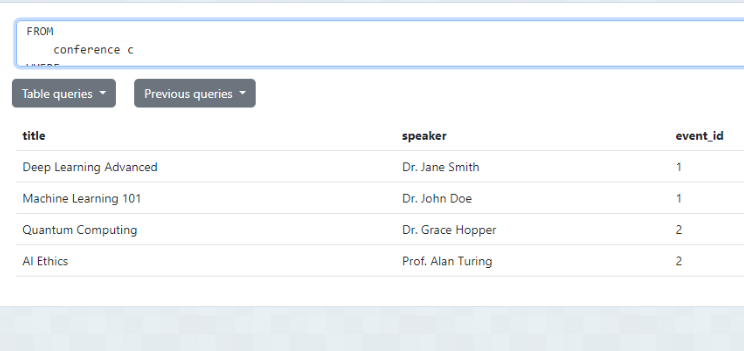 FROM
conference c
WHERE
Table queries Previous queries
title speaker event_id
Deep Learning Advanced Dr. Jane Smith 1
Machine Learning 101 Dr. John Doe 1
Quantum Computing Dr. Grace Hopper 2
AI Ethics Prof. Alan Turing 2